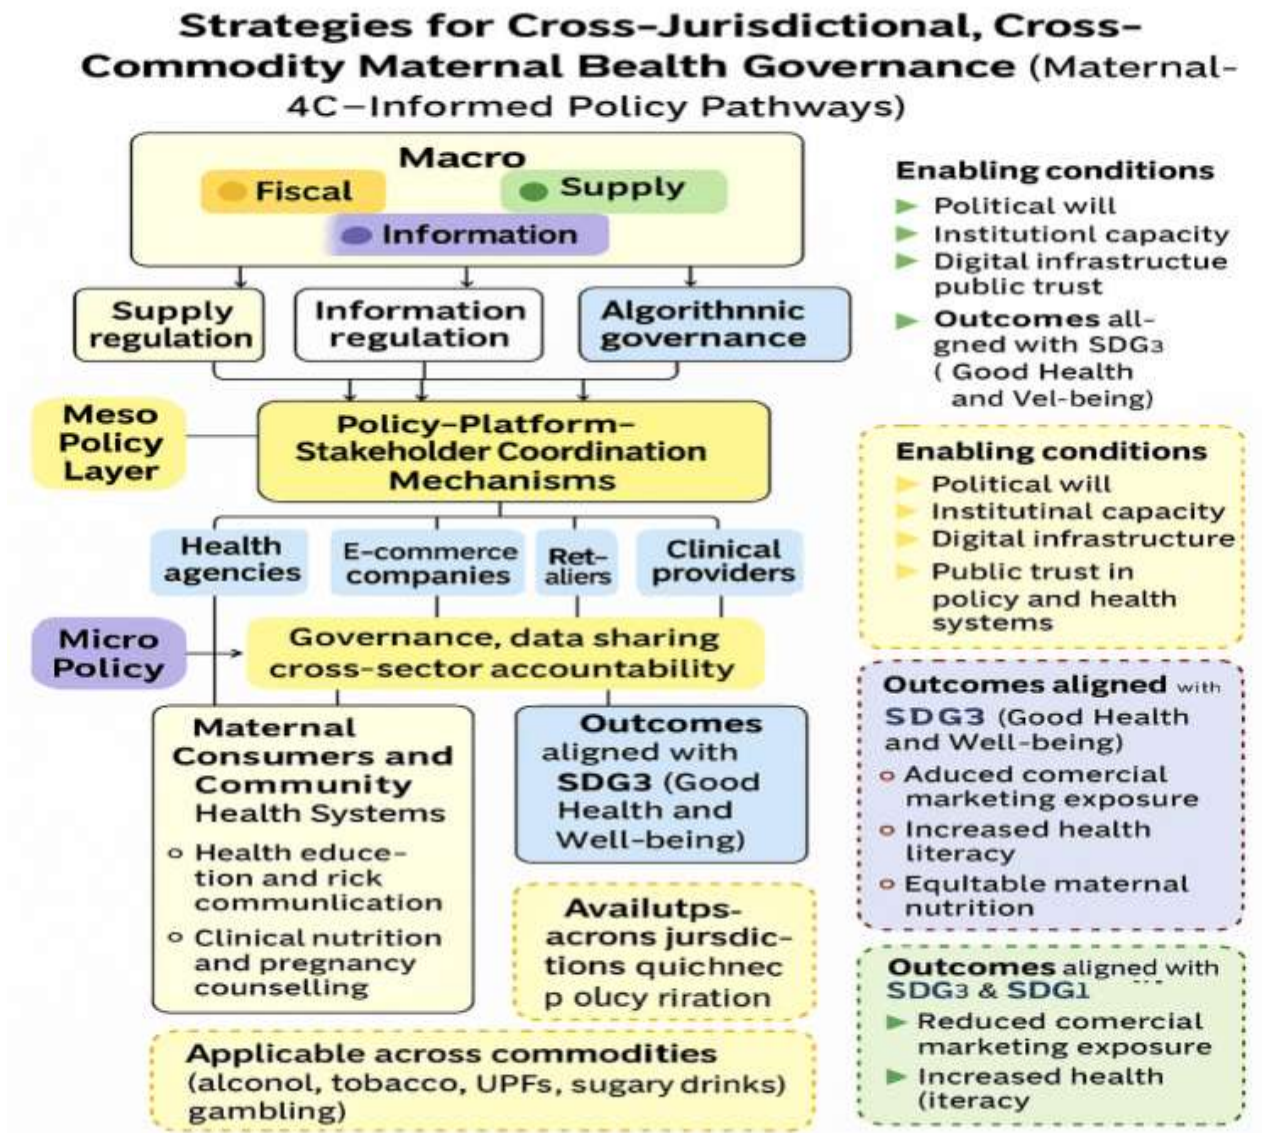 Strategies for Cross-Jurisdictional, Cross-
Commodity Maternal Bealth Governance (Maternal-
4C-Informed Policy Pathways)
Macro
Fiscal
Supply
Information
Supply
regulation
Information
regulation
Algorithnnic
governance
Meso
Policy
Layer
Policy-Platform-
Stakeholder Coordination
Mechanisms
Health
agencies
E-commerce
companies
Ret-
aliers
Clinical
providers
Micro
Policy
Governance, data sharing
cross-sector accountability
Maternal
Consumers and
Community
Health Systems
Health educe-
tion and rick
communlication
Clinical nutrition
and pregnancy
counselling
Outcomes
aligned with
SDG3 (Good
Health and
Well-being)
Availutps-
acrons jursdic-
tions quichnec
p olicy riration
Applicable across commodities
(alconol, tobacco, UPFs, sugary drinks)
gambling)
Enabling conditions
Political will
Institutionl capacity
Digital infrastructue
public trust
Outcomes all-
gned with SDG3
( Good Health
and Vel-being)
Enabling conditions
Political will
Institutinal capacity
Digital infrastructure
Public trust in
policy and health
systems
Outcomes aligned with
SDG3 (Good Health
and Well-being)
Aduced comercial
marketing exposure
Increased health
literacy
Equltable maternal
nutrition
Outcomes aligned with
SDG3 & SDG1
Reduced comercial
marketing exposure
Increased health
(iteracy